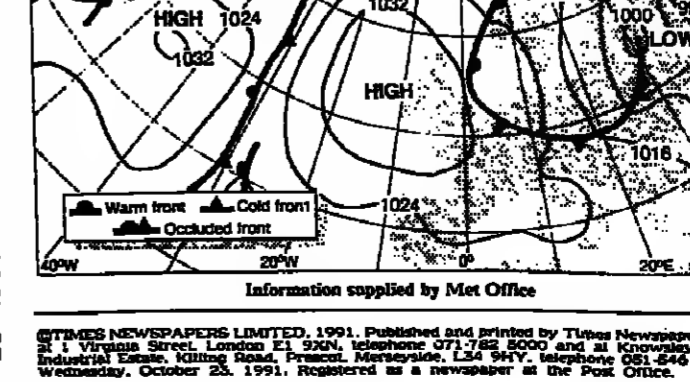 1032
HIGH 1024
1000
LOW
1032
HIGH
1016
Warm front Cold front
1024
Occluded front
40°W 20°W 0° 20°E
Information supplied by Met Office
©TIMES NEWSPAPERS LIMITED, 1991. Published and printed by Times Newspape
at 1 Virginia Street, London E1 9XN, telephone 071-782 5000 and at Knowsley
Industrial Estate, Kitling Road, Prescot, Merseyside, L34 9HY, telephone 051-546
Wednesday, October 23, 1991. Registered as a newspaper at the Post Office.